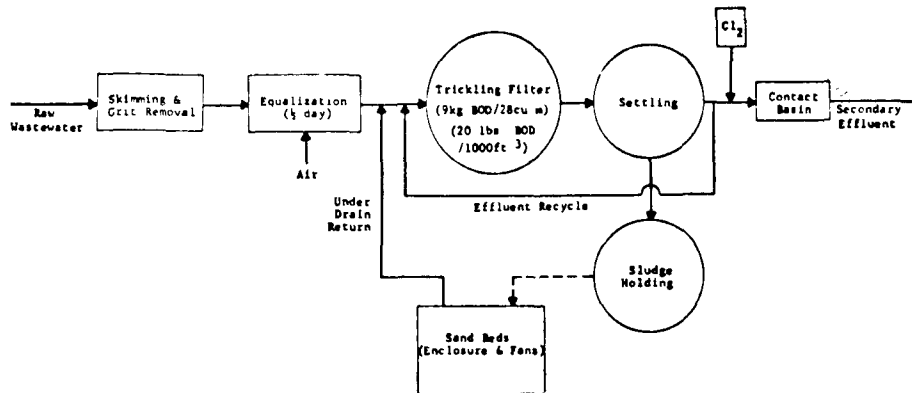 Cl2
Raw
Wastewater
Skimming &
Grit Removal
Equalization
(½ day)
Air
Trickling Filter
(9kg BOD/28cu m)
(20 lbs BOD
/1000ft 3)
Settling
Contact
Basin
Secondary
Effluent
Under
Drain
Return
Effluent Recycle
Sludge
Holding
Sand Beds
(Enclosure & Fans)